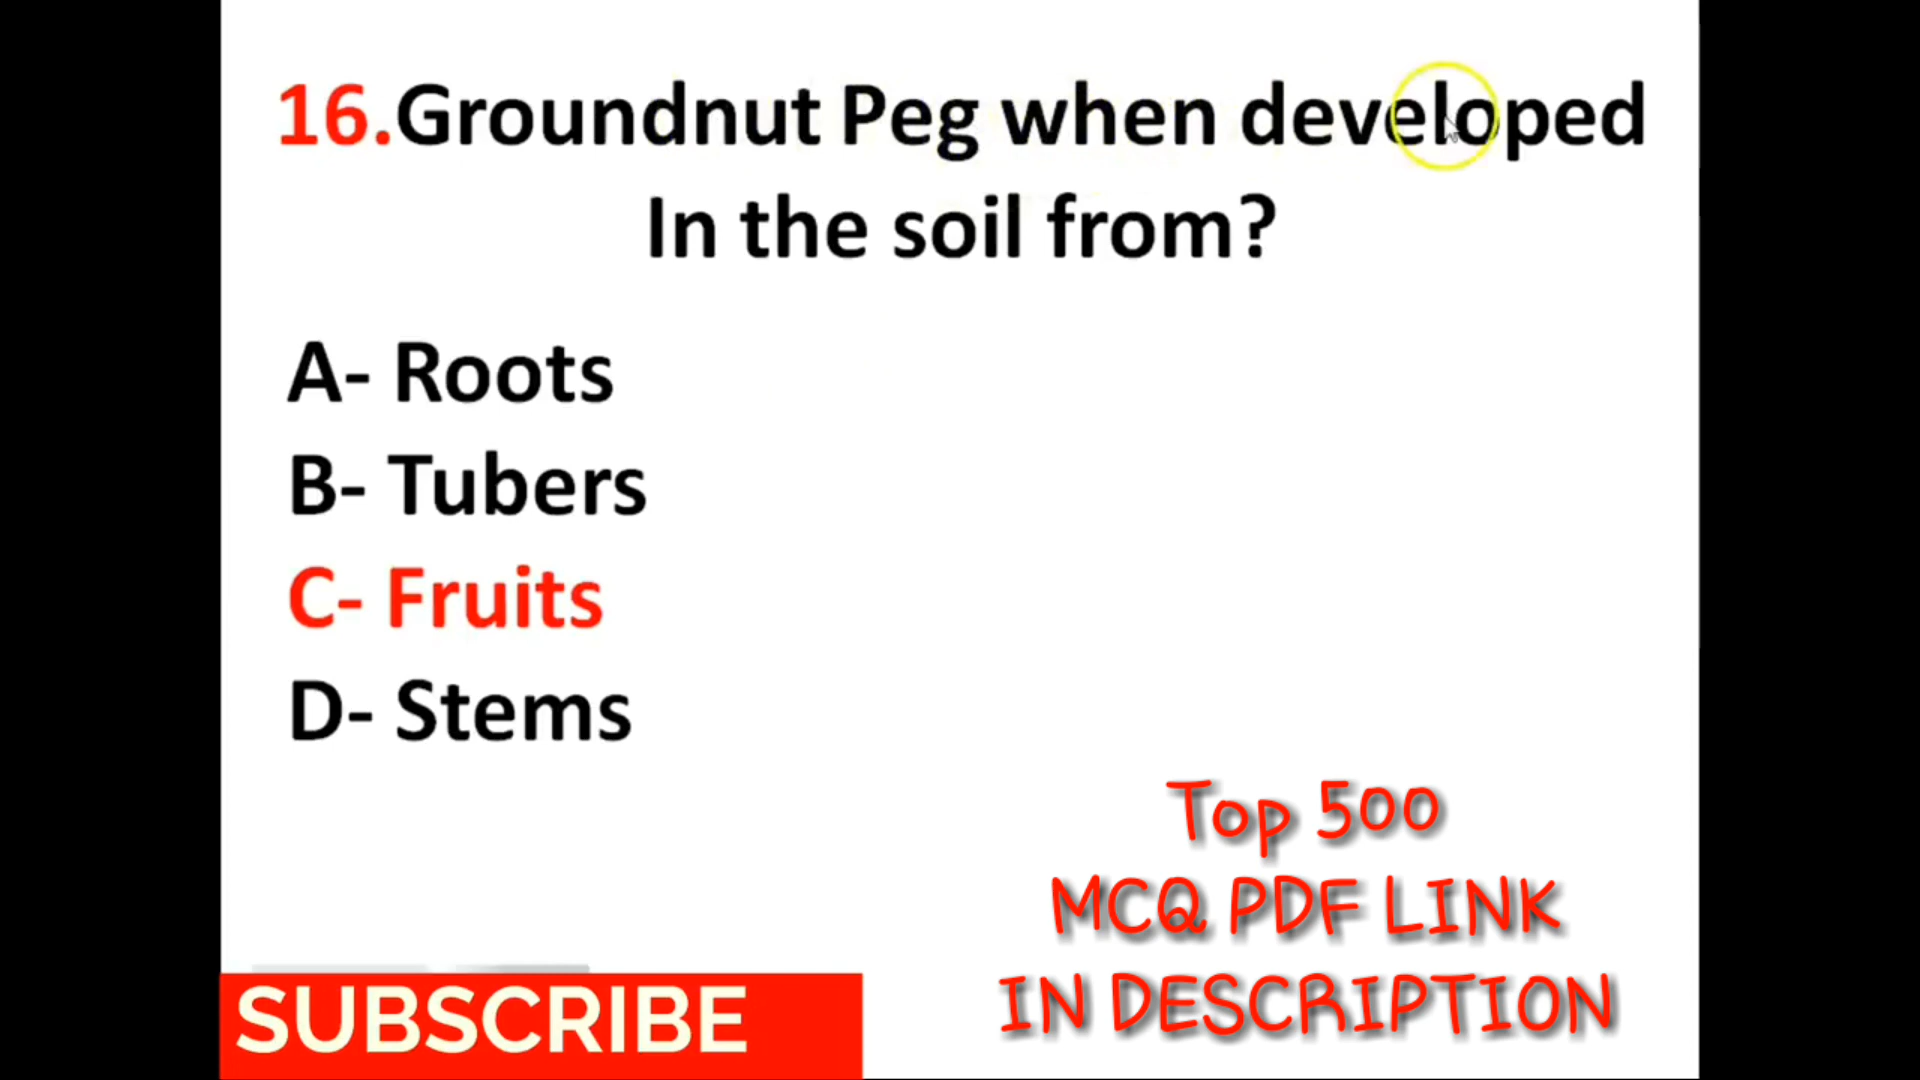 16.Groundnut Peg when developed
In the soil from?
A- Roots
B- Tubers
C- Fruits
D- Stems
Top 500
MCQ PDF LINK
IN DESCRIPTION
SUBSCRIBE